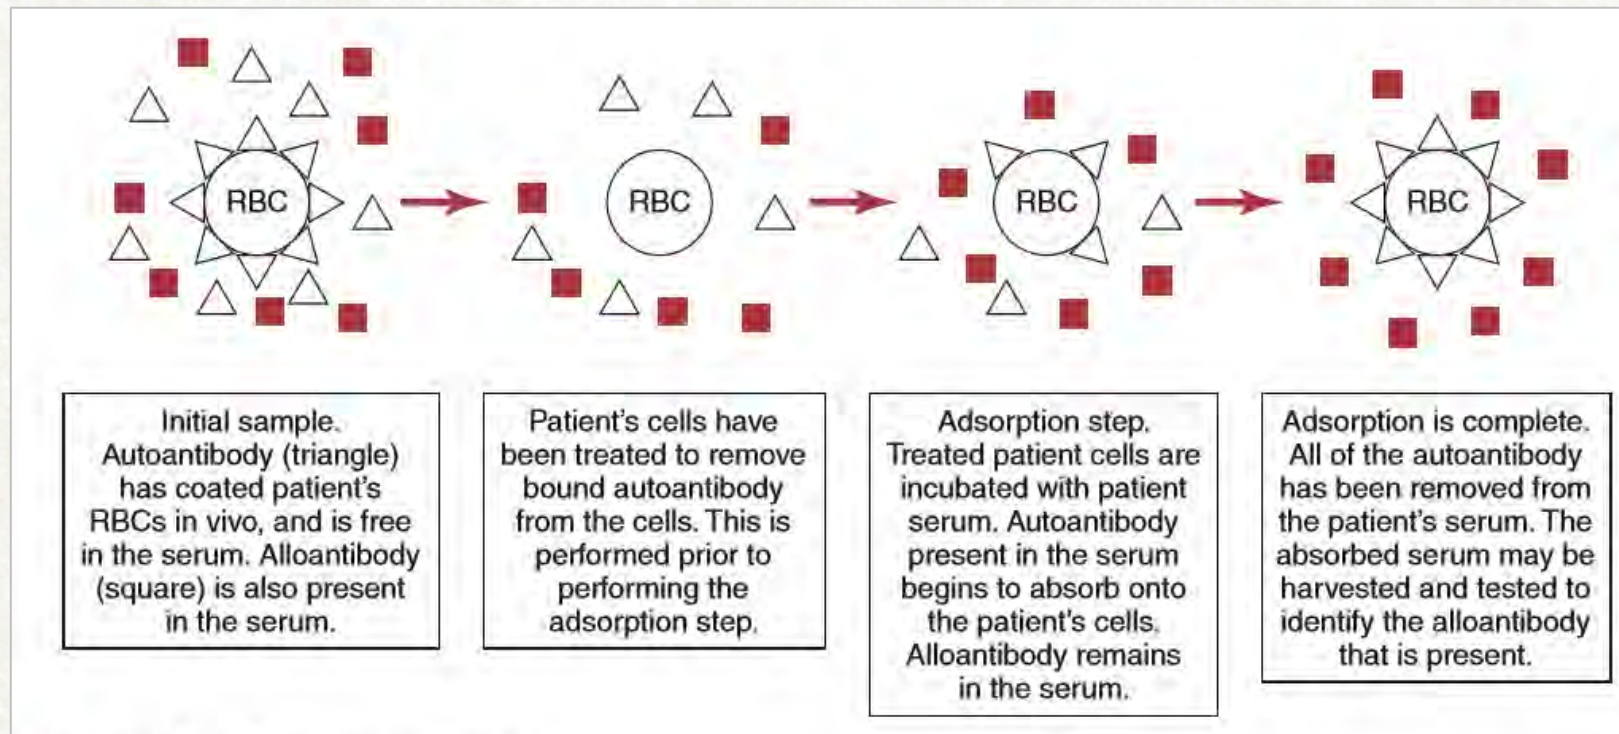 RBC
RBC
RBC
RBC
Initial sample.
Autoantibody (triangle)
has coated patient's
RBCs in vivo, and is free
in the serum. Alloantibody
(square) is also present
in the serum.
Patient's cells have
been treated to remove
bound autoantibody
from the cells. This is
performed prior to
performing the
adsorption step.
Adsorption step.
Treated patient cells are
incubated with patient
serum. Autoantibody
present in the serum
begins to absorb onto
the patient's cells.
Alloantibody remains
in the serum.
Adsorption is complete.
All of the autoantibody
has been removed from
the patient's serum. The
absorbed serum may be
harvested and tested to
identify the alloantibody
that is present.